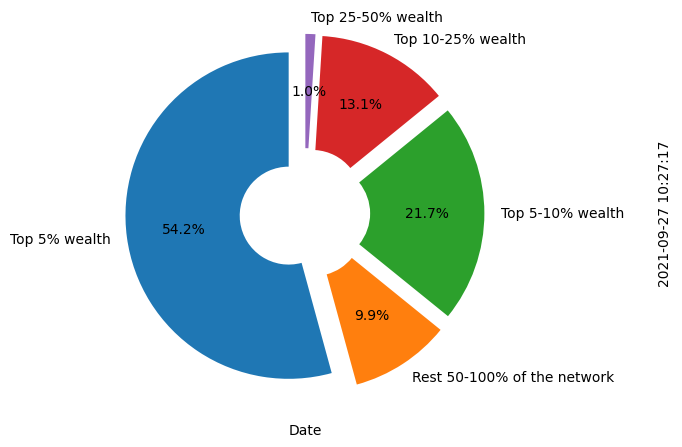 Top 25-50% wealth
Top 10-25% wealth
1.0%
13.1%
21.7%
Top 5-10% wealth
54.2%
Top 5% wealth
9.9%
Rest 50-100% of the network
Date
2021-09-27 10:27:17